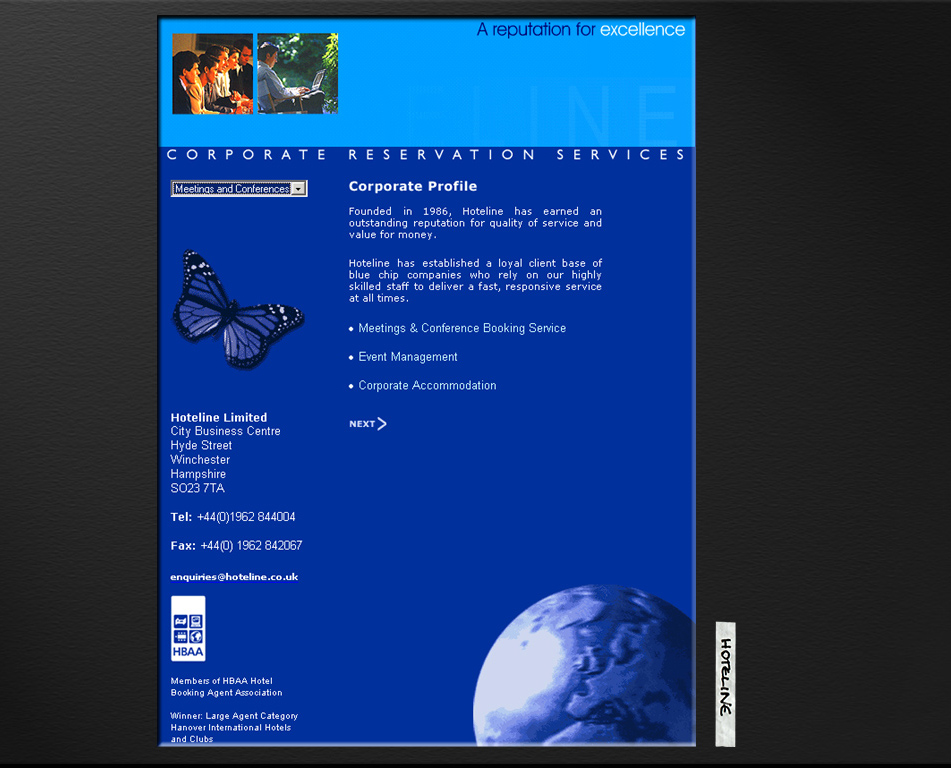 A reputation for excellence
LINE
CORPORATE RESERVATION SERVICES
Meetings and Conferences
Corporate Profile
Founded in 1986, Hoteline has earned an
outstanding reputation for quality of service and
value for money.
Hoteline has established a loyal client base of
blue chip companies who rely on our highly
skilled staff to deliver a fast, responsive service
at all times.
• Meetings & Conference Booking Service
• Event Management
• Corporate Accommodation
NEXT
Hoteline Limited
City Business Centre
Hyde Street
Winchester
Hampshire
SO23 7TA
Tel: +44(0)1962 844004
Fax: +44(0) 1962 842067
enquiries@hoteline.co.uk
HBAA
Members of HBAA Hotel
Booking Agent Association
Winner: Large Agent Category
Hanover International Hotels
and Clubs
HOTELINE